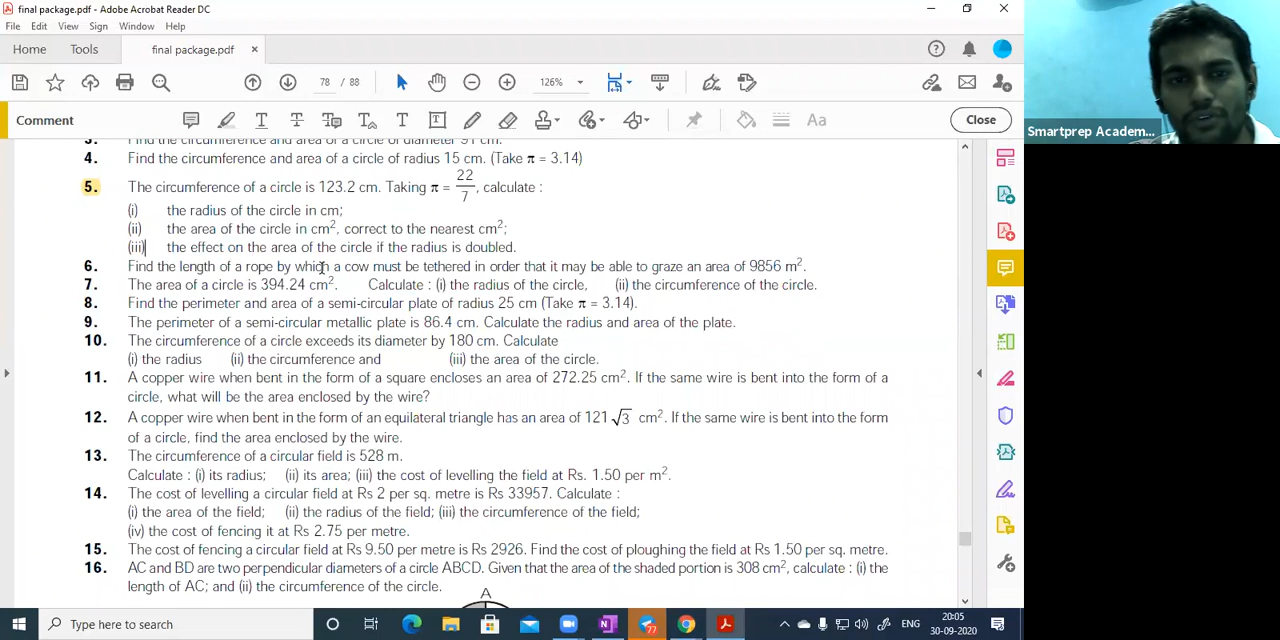 final package.pdf - Adobe Acrobat Reader DC
File Edit View Sign Window Help
Home Tools final package.pdf ×
78 / 88 126%
Comment Close
Smartprep Academ...
3. Find the circumference and area of a circle of diameter 91 cm.
4. Find the circumference and area of a circle of radius 15 cm. (Take π = 3.14)
5. The circumference of a circle is 123.2 cm. Taking π = 22/7, calculate :
(i) the radius of the circle in cm;
(ii) the area of the circle in cm², correct to the nearest cm²;
(iii) the effect on the area of the circle if the radius is doubled.
6. Find the length of a rope by which a cow must be tethered in order that it may be able to graze an area of 9856 m².
7. The area of a circle is 394.24 cm². Calculate : (i) the radius of the circle, (ii) the circumference of the circle.
8. Find the perimeter and area of a semi-circular plate of radius 25 cm (Take π = 3.14).
9. The perimeter of a semi-circular metallic plate is 86.4 cm. Calculate the radius and area of the plate.
10. The circumference of a circle exceeds its diameter by 180 cm. Calculate
(i) the radius (ii) the circumference and (iii) the area of the circle.
11. A copper wire when bent in the form of a square encloses an area of 272.25 cm². If the same wire is bent into the form of a
circle, what will be the area enclosed by the wire?
12. A copper wire when bent in the form of an equilateral triangle has an area of 121√3 cm². If the same wire is bent into the form
of a circle, find the area enclosed by the wire.
13. The circumference of a circular field is 528 m.
Calculate : (i) its radius; (ii) its area; (iii) the cost of levelling the field at Rs. 1.50 per m².
14. The cost of levelling a circular field at Rs 2 per sq. metre is Rs 33957. Calculate :
(i) the area of the field; (ii) the radius of the field; (iii) the circumference of the field;
(iv) the cost of fencing it at Rs 2.75 per metre.
15. The cost of fencing a circular field at Rs 9.50 per metre is Rs 2926. Find the cost of ploughing the field at Rs 1.50 per sq. metre.
16. AC and BD are two perpendicular diameters of a circle ABCD. Given that the area of the shaded portion is 308 cm², calculate : (i) the
length of AC; and (ii) the circumference of the circle.
A
Type here to search 77 ENG 20:05
30-09-2020